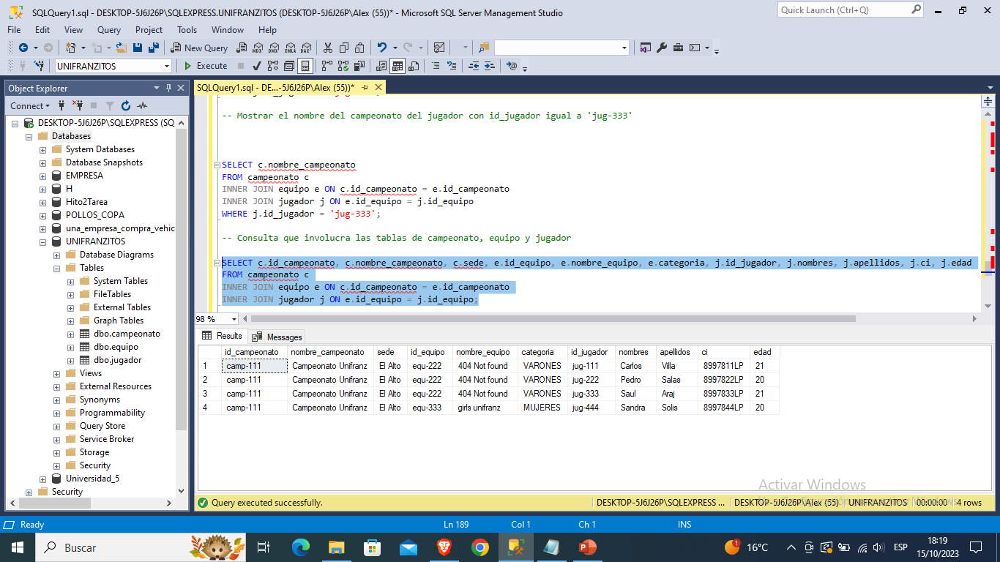 SQLQuery1.sql - DESKTOP-5J6J26P\SQLEXPRESS.UNIFRANZITOS (DESKTOP-5J6J26P\Alex (55))* - Microsoft SQL Server Management Studio
Quick Launch (Ctrl+Q)
File Edit View Query Project Tools Window Help
New Query MDX DMX XMLA DAX
UNIFRANZITOS Execute
Object Explorer
SQLQuery1.sql - DE...-5J6J26P\Alex (55))*
Connect
DESKTOP-5J6J26P\SQLEXPRESS (SQ
Databases
System Databases
Database Snapshots
EMPRESA
H
Hito2Tarea
POLLOS_COPA
una_empresa_compra_vehic
UNIFRANZITOS
Database Diagrams
Tables
System Tables
FileTables
External Tables
Graph Tables
dbo.campeonato
dbo.equipo
dbo.jugador
Views
External Resources
Synonyms
Programmability
Query Store
Service Broker
Storage
Security
Universidad_5
Security
-- Mostrar el nombre del campeonato del jugador con id_jugador igual a 'jug-333'
SELECT c.nombre_campeonato
FROM campeonato c
INNER JOIN equipo e ON c.id_campeonato = e.id_campeonato
INNER JOIN jugador j ON e.id_equipo = j.id_equipo
WHERE j.id_jugador = 'jug-333';
-- Consulta que involucra las tablas de campeonato, equipo y jugador
SELECT c.id_campeonato, c.nombre_campeonato, c.sede, e.id_equipo, e.nombre_equipo, e.categoria, j.id_jugador, j.nombres, j.apellidos, j.ci, j.edad
FROM campeonato c
INNER JOIN equipo e ON c.id_campeonato = e.id_campeonato
INNER JOIN jugador j ON e.id_equipo = j.id_equipo;
98 %
Results Messages
id_campeonato nombre_campeonato sede id_equipo nombre_equipo categoria id_jugador nombres apellidos ci edad
1 camp-111 Campeonato Unifranz El Alto equ-222 404 Not found VARONES jug-111 Carlos Villa 8997811LP 21
2 camp-111 Campeonato Unifranz El Alto equ-222 404 Not found VARONES jug-222 Pedro Salas 8997822LP 20
3 camp-111 Campeonato Unifranz El Alto equ-222 404 Not found VARONES jug-333 Saul Araj 8997833LP 21
4 camp-111 Campeonato Unifranz El Alto equ-333 girls unifranz MUJERES jug-444 Sandra Solis 8997844LP 20
Activar Windows
Query executed successfully. DESKTOP-5J6J26P\SQLEXPRESS ... DESKTOP-5J6J26P\Alex (55) UNIFRANZITOS 00:00:00 4 rows
Ready Ln 189 Col 1 Ch 1 INS
Buscar
16°C
ESP
18:19
15/10/2023